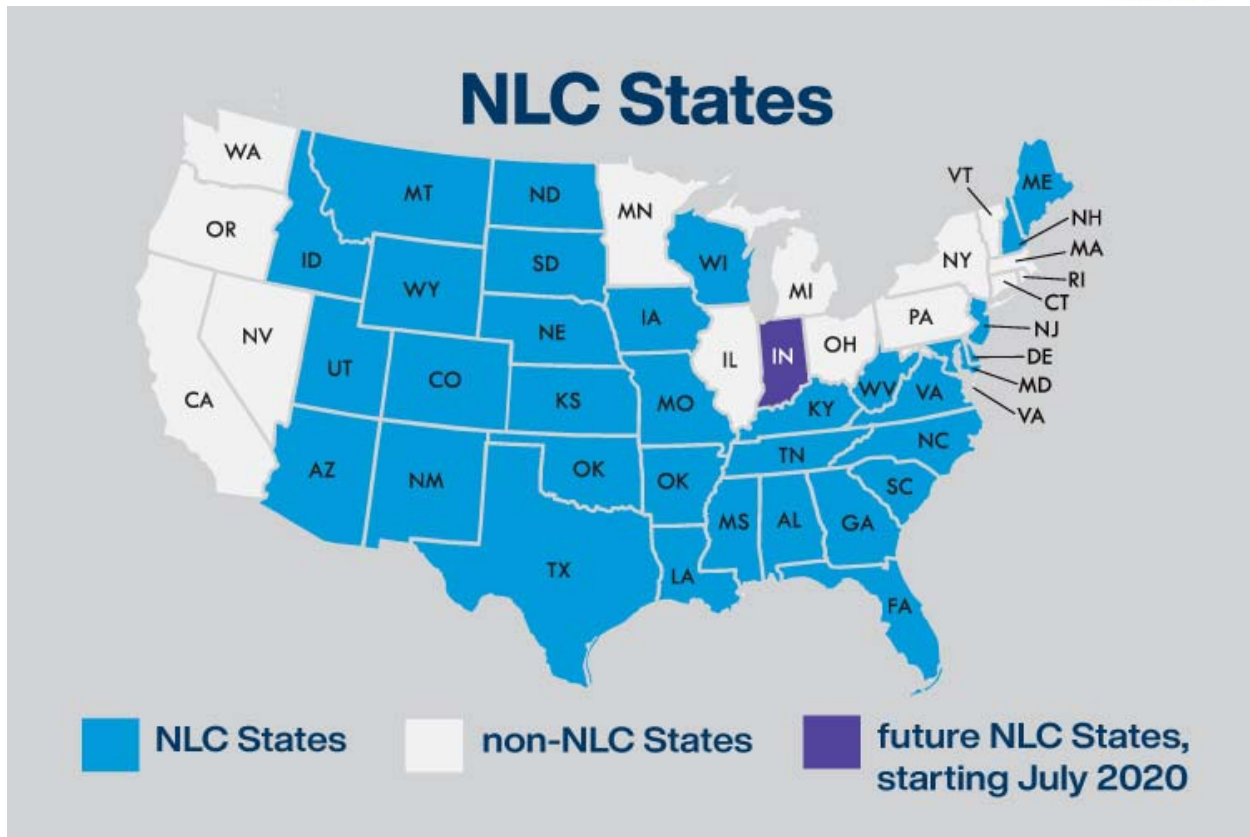 NLC States
WA
MT
ND
MN
VT
ME
OR
ID
SD
WI
NY
NH
MA
WY
MI
RI
CT
NV
NE
IA
PA
NJ
UT
CO
IL
IN
OH
DE
CA
KS
MO
KY
WV
VA
MD
VA
AZ
NM
OK
OK
TN
NC
SC
TX
LA
MS
AL
GA
FA
NLC States
non-NLC States
future NLC States,
starting July 2020